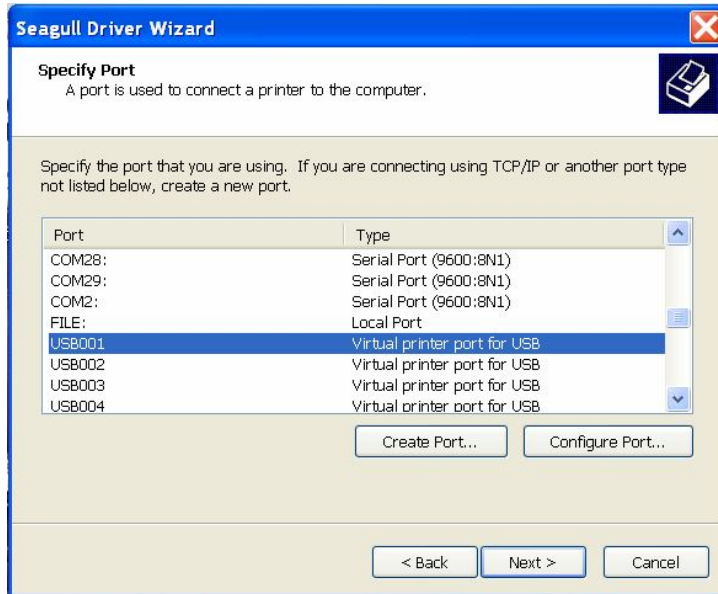 Seagull Driver Wizard
Specify Port
A port is used to connect a printer to the computer.
Specify the port that you are using. If you are connecting using TCP/IP or another port type
not listed below, create a new port.
Port Type
COM28: Serial Port (9600:8N1)
COM29: Serial Port (9600:8N1)
COM2: Serial Port (9600:8N1)
FILE: Local Port
USB001 Virtual printer port for USB
USB002 Virtual printer port for USB
USB003 Virtual printer port for USB
USB004 Virtual printer port for USB
Create Port... Configure Port...
< Back Next > Cancel